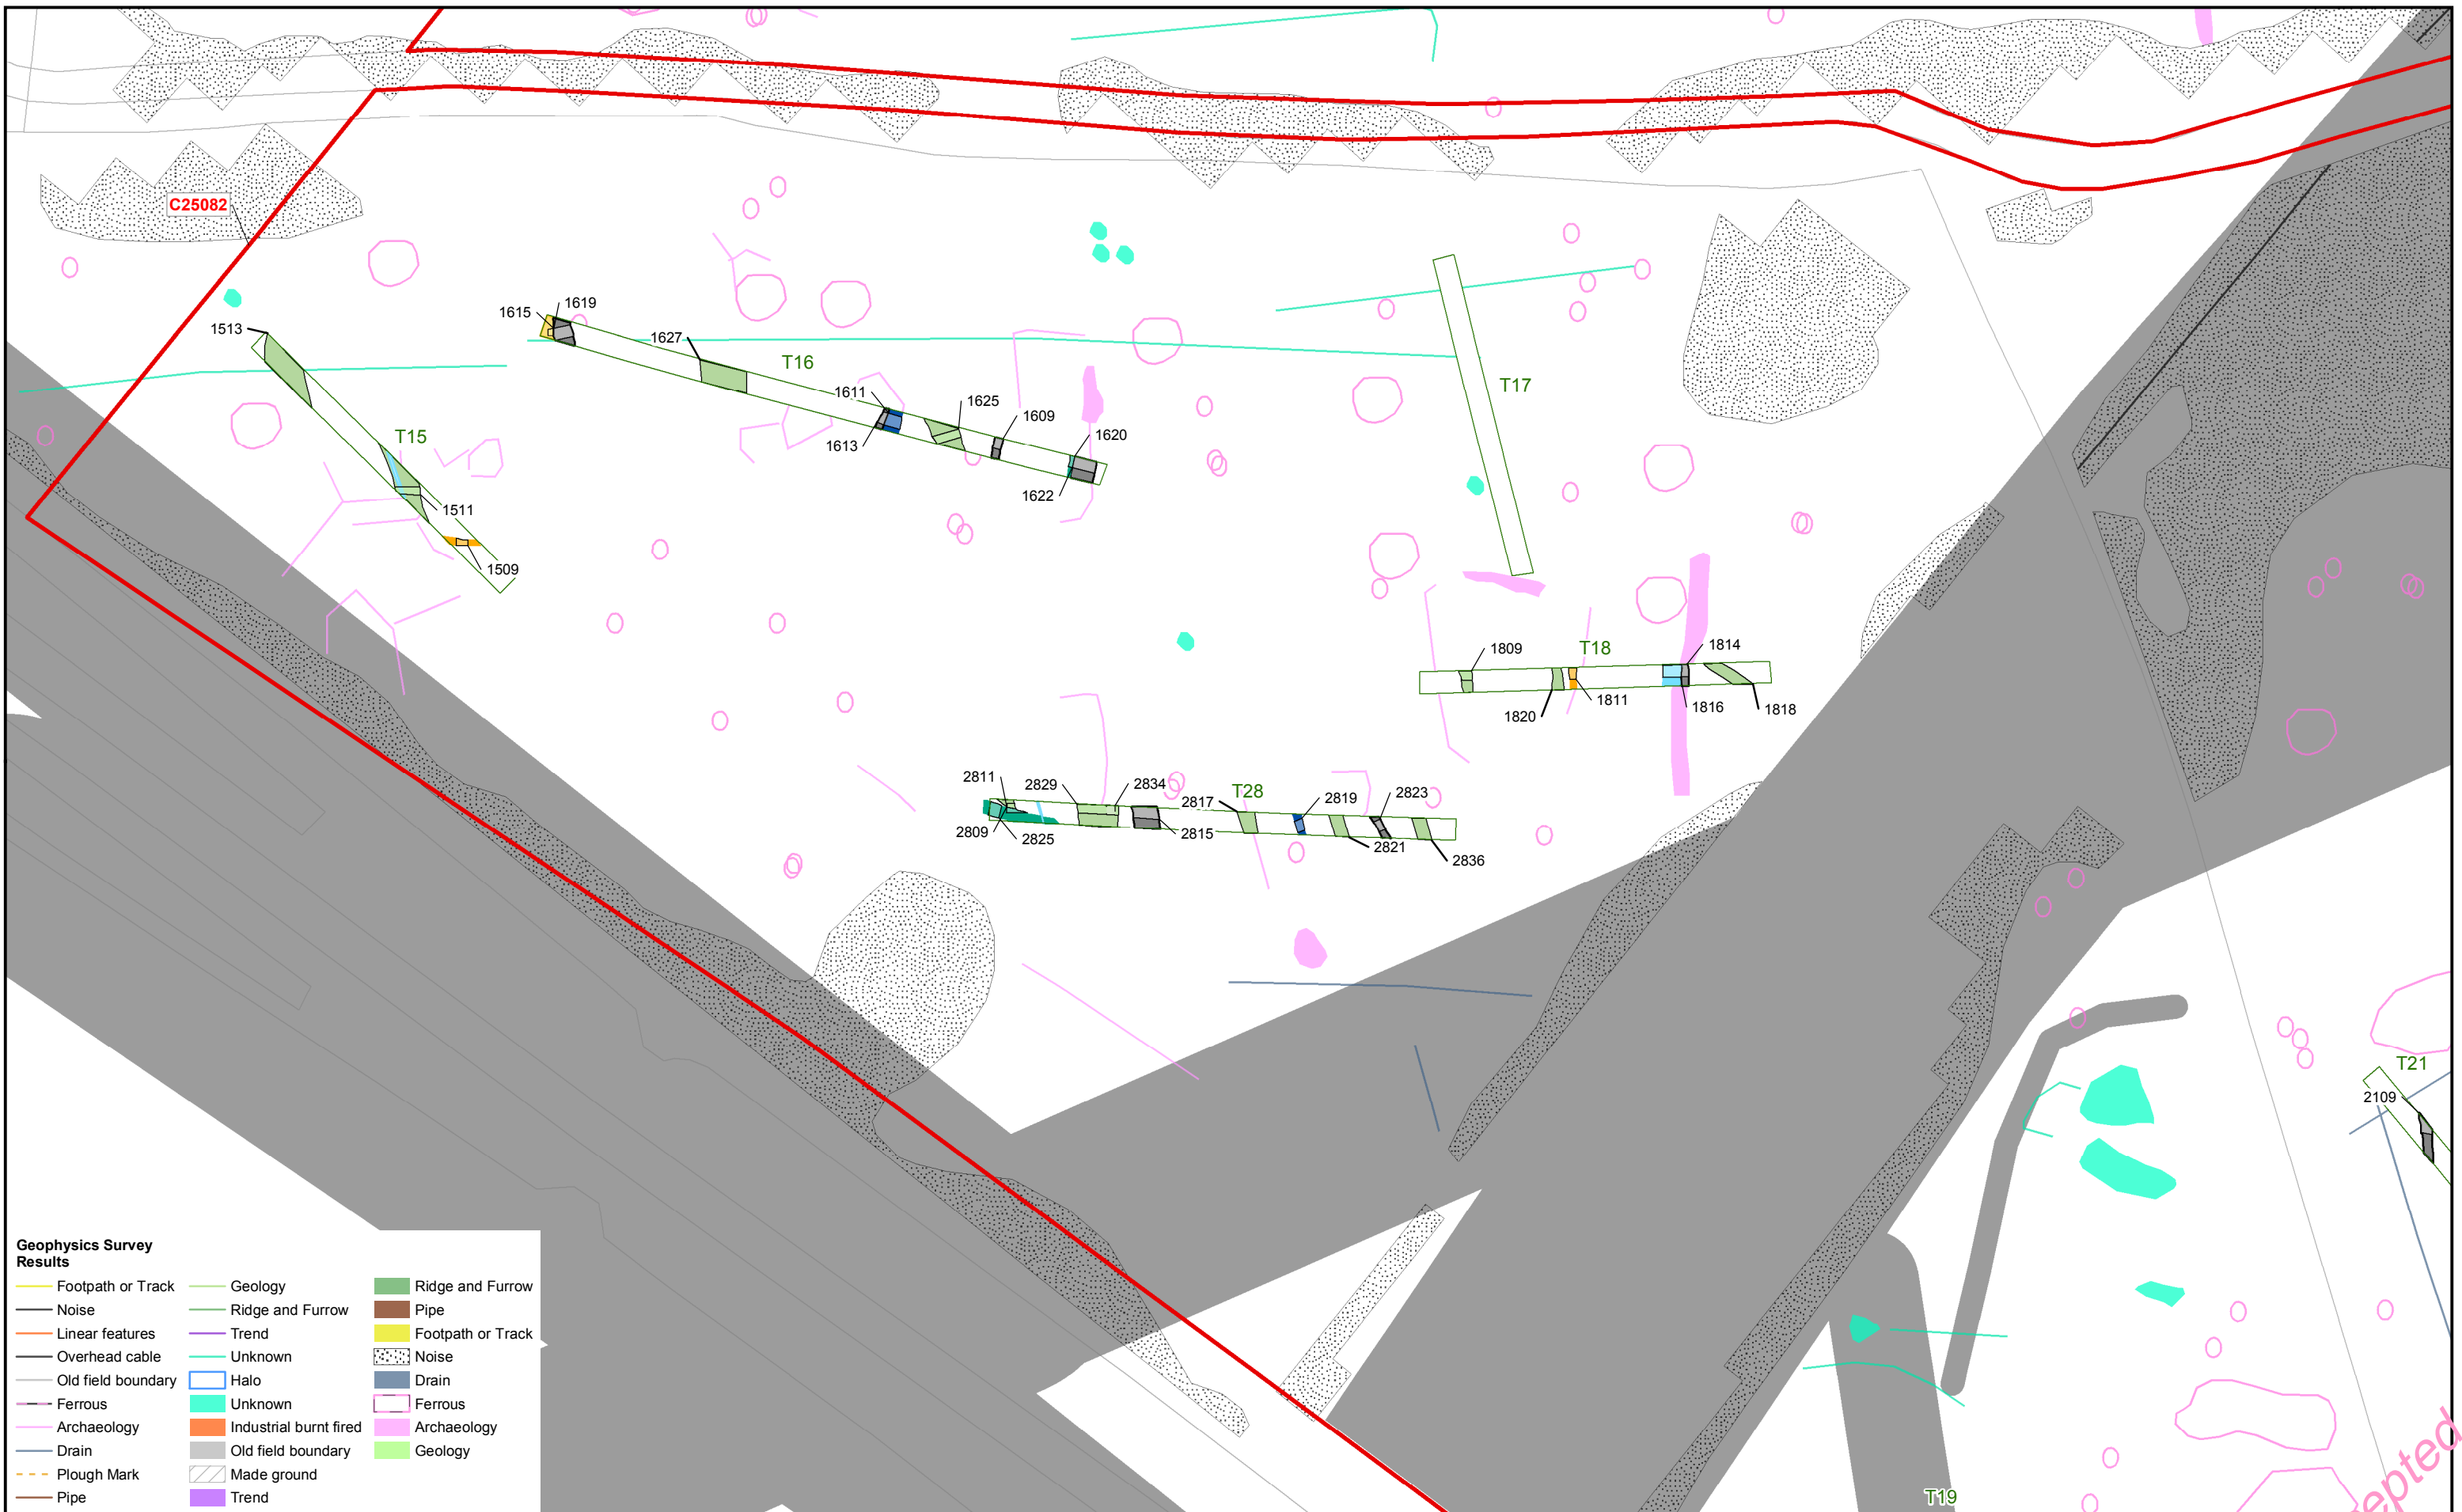 C25082
1513
T15
1511
1509
1615
1619
1627
T16
1611
1613
1625
1609
1620
1622
T17
1809
T18
1814
1820
1811
1816
1818
2811
2829
2834
2817
T28
2819
2823
2809
2825
2815
2821
2836
T21
2109
T19
epted
Geophysics Survey
Results
Footpath or Track
Noise
Linear features
Overhead cable
Old field boundary
Ferrous
Archaeology
Drain
Plough Mark
Pipe
Geology
Ridge and Furrow
Trend
Unknown
Halo
Unknown
Industrial burnt fired
Old field boundary
Made ground
Trend
Ridge and Furrow
Pipe
Footpath or Track
Noise
Drain
Ferrous
Archaeology
Geology